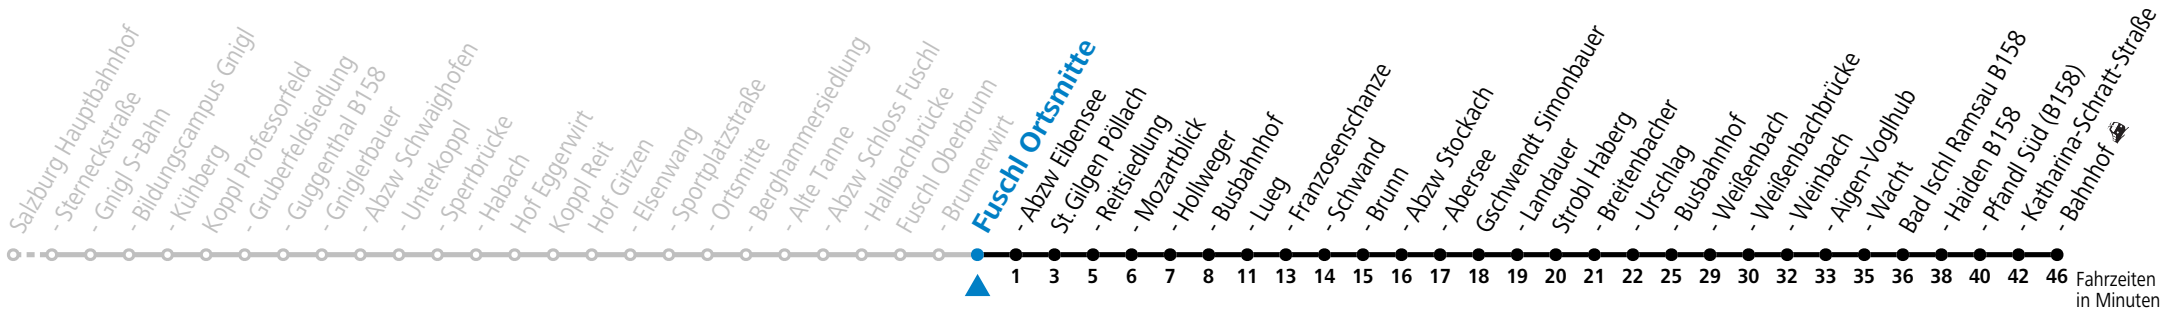 Salzburg Hauptbahnhof
- Sterneckstraße
- Gnigl S-Bahn
- Bildungscampus Gnigl
- Kühberg
Koppl Professorfeld
- Gruberfeldsiedlung
- Guggenthal B158
- Gniglerbauer
- Abzw Schwaighofen
- Unterkoppl
- Sperrbrücke
- Habach
Hof Eggerwirt
Koppl Reit
Hof Gitzen
- Elsenwang
- Sportplatzstraße
- Ortsmitte
- Berghammersiedlung
- Alte Tanne
- Abzw Schloss Fuschl
- Hallbachbrücke
Fuschl Oberbrunn
- Brunnerwirt
Fuschl Ortsmitte
- Abzw Eibensee
St. Gilgen Pöllach
- Reitsiedlung
- Mozartblick
- Hollweger
- Busbahnhof
- Lueg
- Franzosenschanze
- Schwand
- Brunn
- Abzw Stockach
- Abersee
Gschwendt Simonbauer
- Landauer
Strobl Haberg
- Breitenbacher
- Urschlag
- Busbahnhof
- Weißenbach
- Weißenbachbrücke
- Weinbach
- Aigen-Voglhub
- Wacht
Bad Ischl Ramsau B158
- Haiden B158
- Pfandl Süd (B158)
- Katharina-Schratt-Straße
- Bahnhof
1 3 5 6 7 8 11 13 14 15 16 17 18 19 20 21 22 25 29 30 32 33 35 36 38 40 42 46
Fahrzeiten
in Minuten